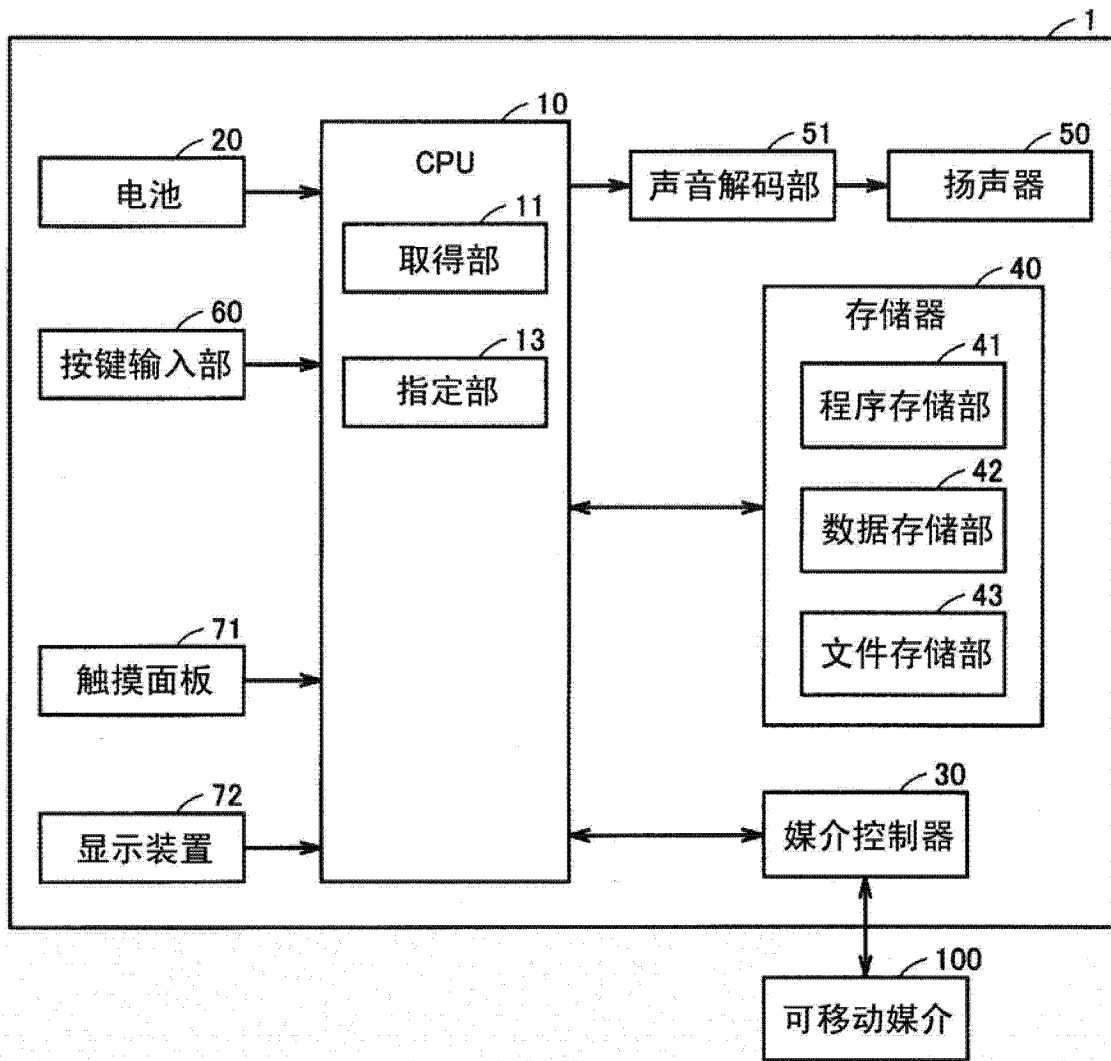 1
10
CPU
11
取得部
13
指定部
20
电池
60
按键输入部
71
触摸面板
72
显示装置
51
声音解码部
50
扬声器
40
存储器
41
程序存储部
42
数据存储部
43
文件存储部
30
媒介控制器
100
可移动媒介